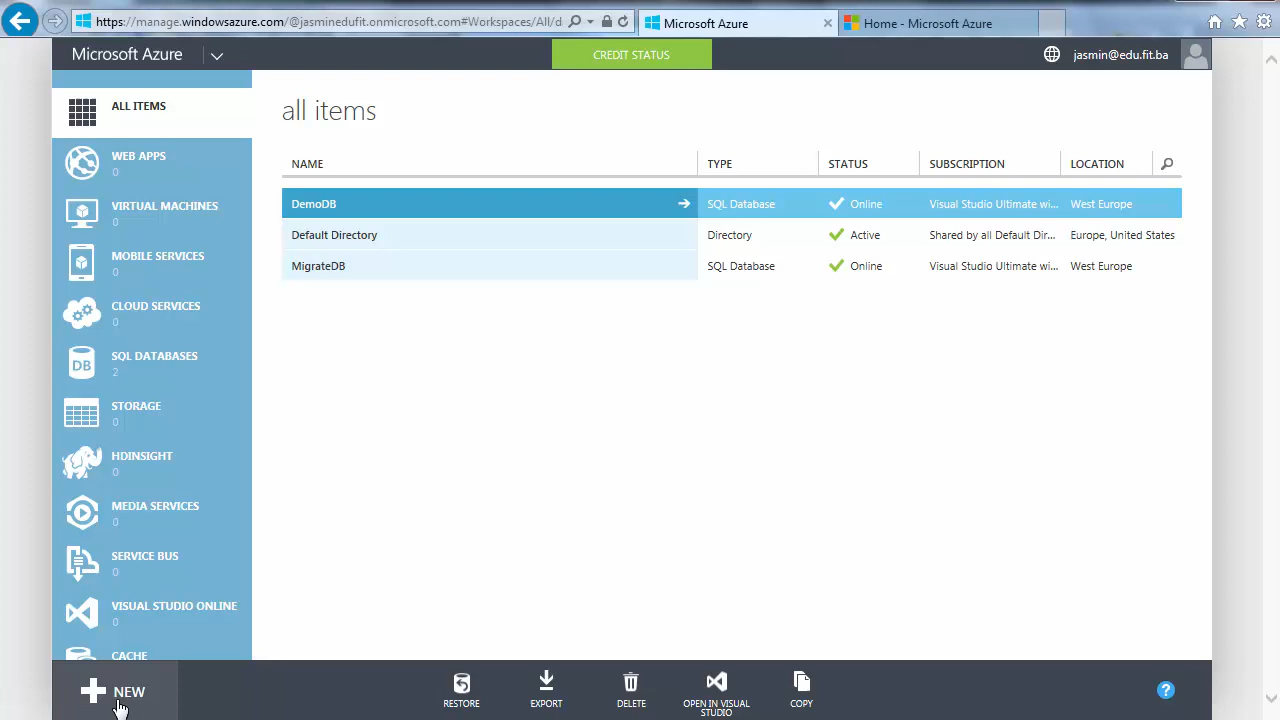 https://manage.windowsazure.com/@jasminedufit.onmicrosoft.com#Workspaces/All/d
Microsoft Azure
Home - Microsoft Azure
Microsoft Azure
CREDIT STATUS
jasmin@edu.fit.ba
ALL ITEMS
WEB APPS
0
VIRTUAL MACHINES
0
MOBILE SERVICES
0
CLOUD SERVICES
0
SQL DATABASES
2
STORAGE
0
HDINSIGHT
0
MEDIA SERVICES
0
SERVICE BUS
0
VISUAL STUDIO ONLINE
0
CACHE
DB
all items
NAME TYPE STATUS SUBSCRIPTION LOCATION
DemoDB SQL Database Online Visual Studio Ultimate wi... West Europe
Default Directory Directory Active Shared by all Default Dir... Europe, United States
MigrateDB SQL Database Online Visual Studio Ultimate wi... West Europe
NEW
RESTORE
EXPORT
DELETE
OPEN IN VISUAL
STUDIO
COPY
?